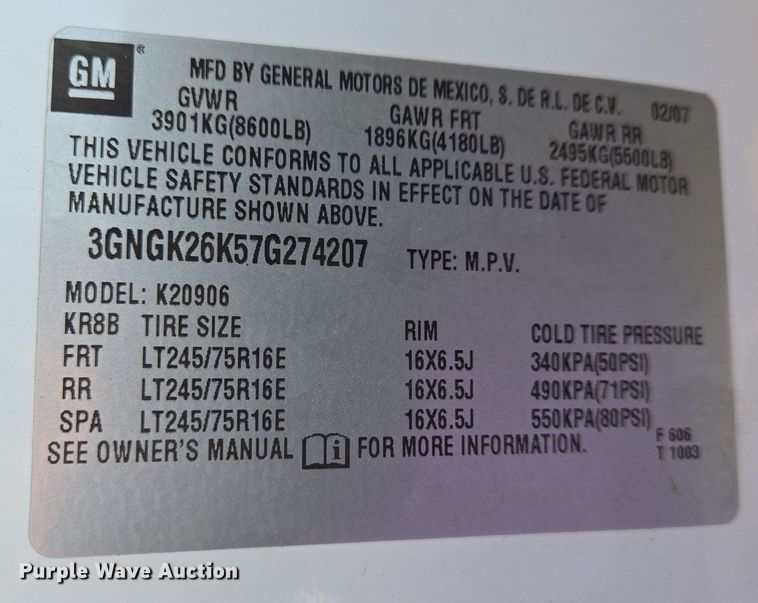 GM ®
MFD BY GENERAL MOTORS DE MEXICO, S. DE R.L. DE C.V. 02/07
GVWR GAWR FRT GAWR RR
3901KG(8600LB) 1896KG(4180LB) 2495KG(5500LB)
THIS VEHICLE CONFORMS TO ALL APPLICABLE U.S. FEDERAL MOTOR
VEHICLE SAFETY STANDARDS IN EFFECT ON THE DATE OF
MANUFACTURE SHOWN ABOVE.
3GNGK26K57G274207 TYPE: M.P.V.
MODEL: K20906
KR8B TIRE SIZE RIM COLD TIRE PRESSURE
FRT LT245/75R16E 16X6.5J 340KPA(50PSI)
RR LT245/75R16E 16X6.5J 490KPA(71PSI)
SPA LT245/75R16E 16X6.5J 550KPA(80PSI)
SEE OWNER'S MANUAL i FOR MORE INFORMATION.
F 606
T 1003
Purple Wave Auction